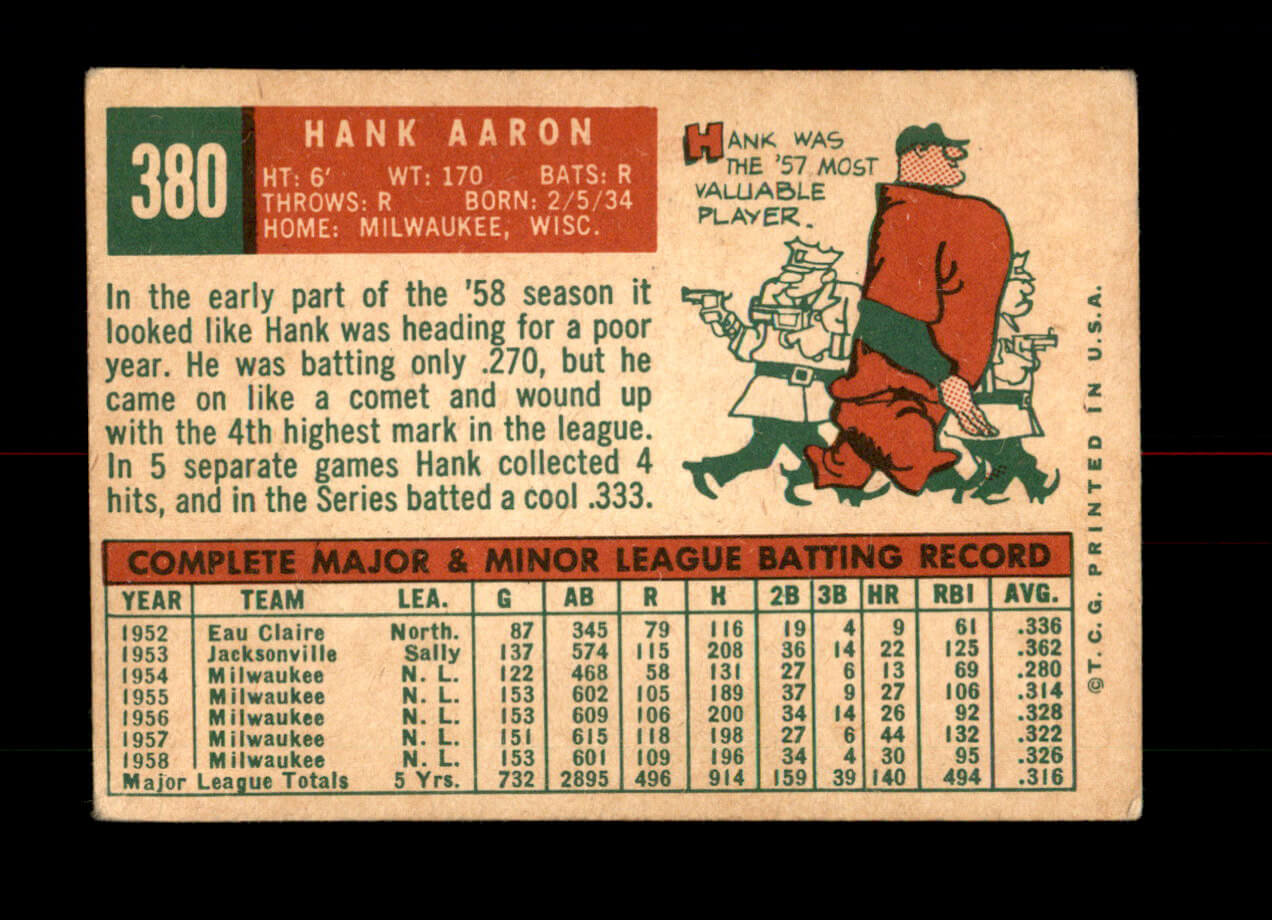 380
HANK AARON
HT: 6' WT: 170 BATS: R
THROWS: R BORN: 2/5/34
HOME: MILWAUKEE, WISC.
HANK WAS
THE '57 MOST
VALUABLE
PLAYER.
In the early part of the '58 season it
looked like Hank was heading for a poor
year. He was batting only .270, but he
came on like a comet and wound up
with the 4th highest mark in the league.
In 5 separate games Hank collected 4
hits, and in the Series batted a cool .333.
COMPLETE MAJOR & MINOR LEAGUE BATTING RECORD
YEAR TEAM LEA. G AB R H 2B 3B HR RBI AVG.
1952 Eau Claire North. 87 345 79 116 19 4 9 61 .336
1953 Jacksonville Sally 137 574 115 208 36 14 22 125 .362
1954 Milwaukee N. L. 122 468 58 131 27 6 13 69 .280
1955 Milwaukee N. L. 153 602 105 189 37 9 27 106 .314
1956 Milwaukee N. L. 153 609 106 200 34 14 26 92 .328
1957 Milwaukee N. L. 151 615 118 198 27 6 44 132 .322
1958 Milwaukee N. L. 153 601 109 196 34 4 30 95 .326
Major League Totals 5 Yrs. 732 2895 496 914 159 39 140 494 .316
© T. C. G. PRINTED IN U.S.A.